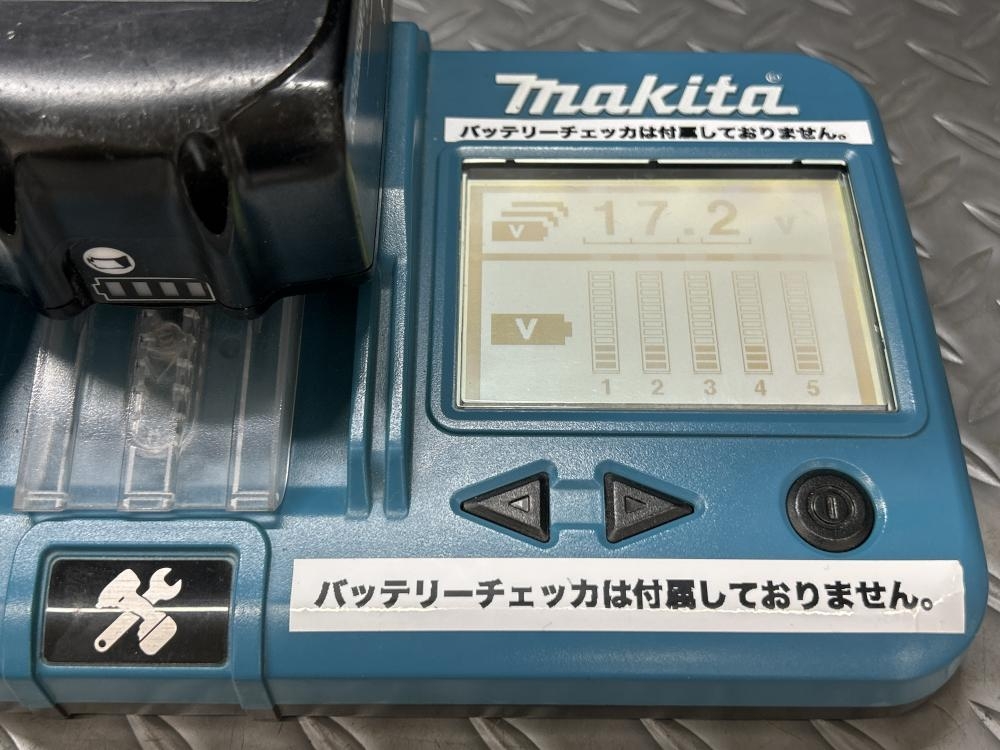 makita®
バッテリーチェッカは付属しておりません。
V 17.2 V
V
1 2 3 4 5
バッテリーチェッカは付属しておりません。